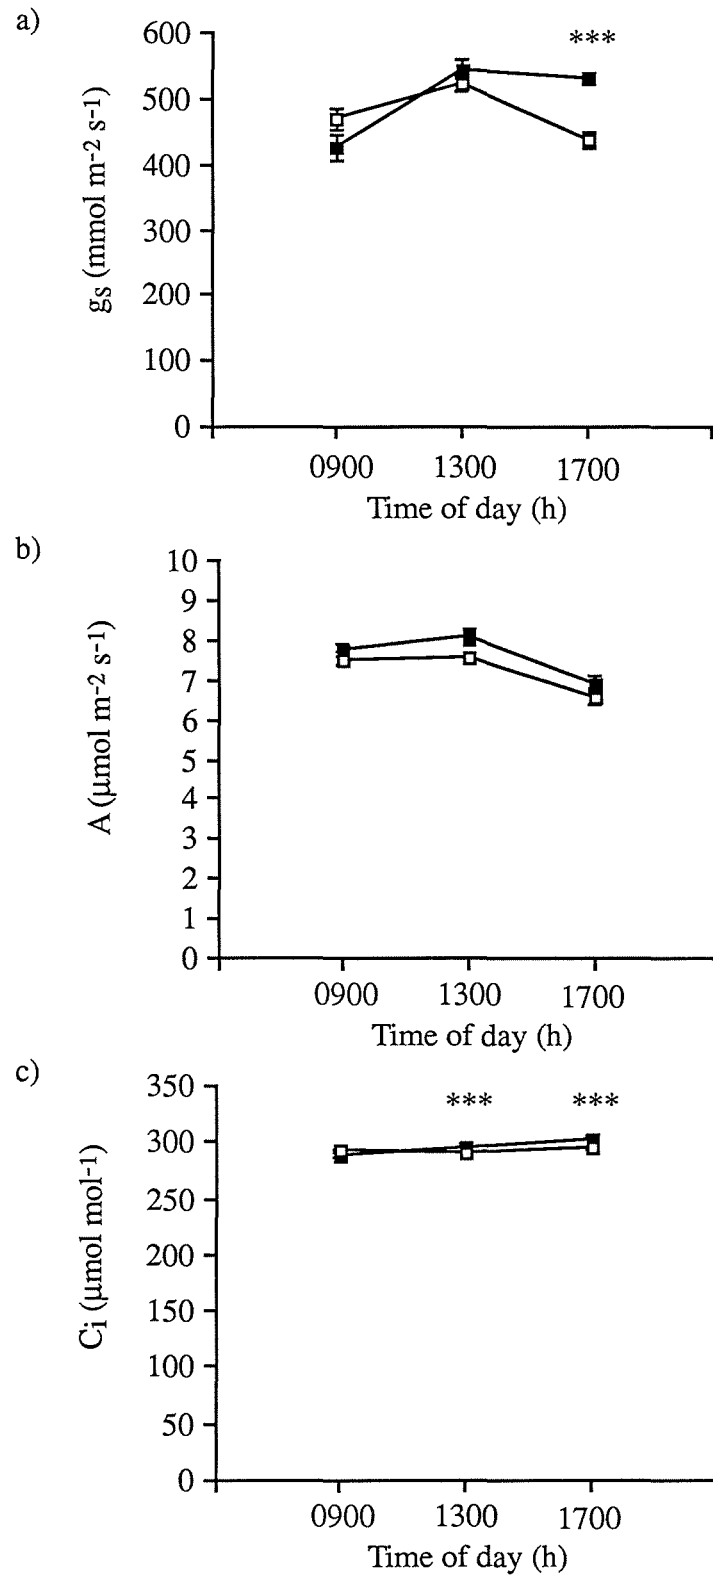 a)
***
600
500
400
300
200
100
0
gs (mmol m-2 s-1)
0900 1300 1700
Time of day (h)
b)
10
9
8
7
6
5
4
3
2
1
0
A (μmol m-2 s-1)
0900 1300 1700
Time of day (h)
c)
*** ***
350
300
250
200
150
100
50
0
Ci (μmol mol-1)
0900 1300 1700
Time of day (h)